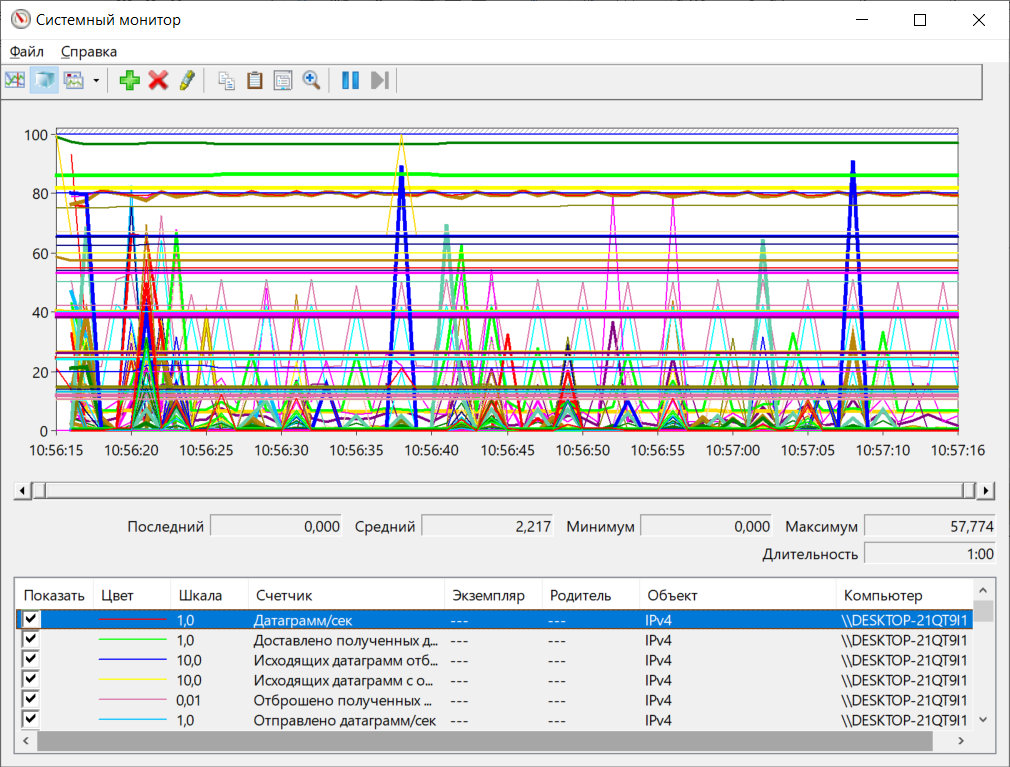 Системный монитор
Файл Справка
100
80
60
40
20
0
10:56:15 10:56:20 10:56:25 10:56:30 10:56:35 10:56:40 10:56:45 10:56:50 10:56:55 10:57:00 10:57:05 10:57:10 10:57:16
Последний 0,000 Средний 2,217 Минимум 0,000 Максимум 57,774
Длительность 1:00
Показать Цвет Шкала Счетчик Экземпляр Родитель Объект Компьютер
1,0 Датаграмм/сек --- --- IPv4 \\DESKTOP-21QT9I1
1,0 Доставлено полученных д... --- --- IPv4 \\DESKTOP-21QT9I1
10,0 Исходящих датаграмм отб... --- --- IPv4 \\DESKTOP-21QT9I1
10,0 Исходящих датаграмм с о... --- --- IPv4 \\DESKTOP-21QT9I1
0,01 Отброшено полученных ... --- --- IPv4 \\DESKTOP-21QT9I1
1,0 Отправлено датаграмм/сек --- --- IPv4 \\DESKTOP-21QT9I1